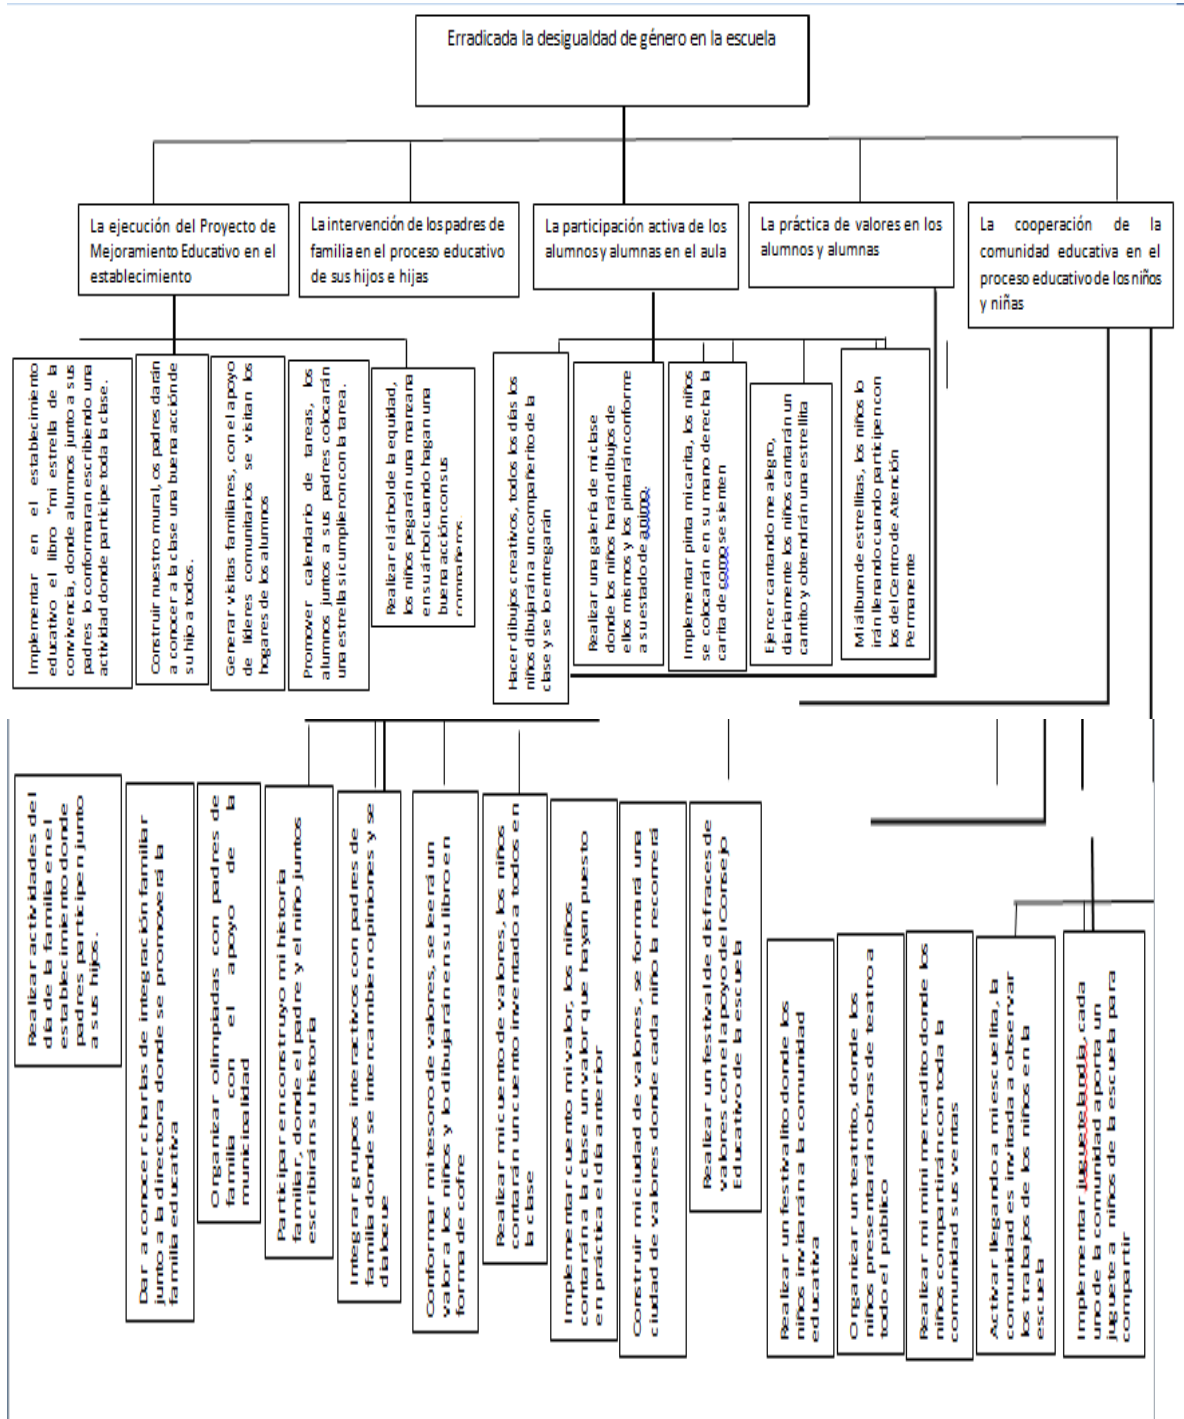 Erradicada la desigualdad de género en la escuela
La ejecución del Proyecto de
Mejoramiento Educativo en el
establecimiento
La intervención de los padres de
familia en el proceso educativo
de sus hijos e hijas
La participación activa de los
alumnos y alumnas en el aula
La práctica de valores en los
alumnos y alumnas
La cooperación de la
comunidad educativa en el
proceso educativo de los niños
y niñas
Implementar en el establecimiento
educativo el libro "mi estrella de la
convivencia, donde alumnos junto a sus
padres lo conformaran escribiendo una
actividad donde participe toda la clase.
Construir nuestro mural, os padres darán
a conocer a la clase una buena acción de
su hijo a todos.
Generar visitas familiares, con el apoyo
de líderes comunitarios se visitan los
hogares de los alumnos
Promover calendario de tareas, los
alumnos juntos a sus padres colocarán
una estrella si cumplieron con la tarea.
Realizar el árbol de la equidad,
los niños pegarán una manzana
en su árbol cuando hagan una
buena acción con sus
compañeros.
Hacer dibujos creativos, todos los días los
niños dibujarán a un compañerito de la
clase y se lo entregarán
Realizar una galería de mi clase
donde los niños harán dibujos de
ellos mismos y los pintarán conforme
a su estado de animo.
Implementar pinta mi carita, los niños
se colocarán en su mano derecha la
carita de como se sienten
Ejercer cantando me alegro,
diariamente los niños cantarán un
cantito y obtendrán una estrellita
Mi álbum de estrellitas, los niños lo
irán llenando cuando participen con
los del Centro de Atención
Permanente
Realizar actividades del
día de la familia en el
establecimiento donde
padres participen junto
a sus hijos.
Dar a conocer charlas de integración familiar
junto a la directora donde se promoverá la
familia educativa
Organizar olimpiadas con padres de
familia con el apoyo de la
municipalidad
Participar en construyo mi historia
familiar, donde el padre y el niño juntos
escribirán su historia
Integrar grupos interactivos con padres de
familia donde se intercambien opiniones y se
dialogue
Conformar mi tesoro de valores, se leerá un
valor a los niños y lo dibujarán en su libro en
forma de cofre
Realizar mi cuento de valores, los niños
contarán un cuento inventado a todos en
la clase
Implementar cuento mi valor, los niños
contarán a la clase un valor que hayan puesto
en práctica el día anterior
Construir mi ciudad de valores, se formará una
ciudad de valores donde cada niño la recorrerá
Realizar un festival de disfraces de
valores con el apoyo del Consejo
Educativo de la escuela
Realizar un festivalito donde los
niños invitarán a la comunidad
educativa
Organizar un teatrito, donde los
niños presentarán obras de teatro a
todo el público
Realizar mi mini mercadito donde los
niños compartirán con toda la
comunidad sus ventas
Activar llegando a mi escuelita, la
comunidad es invitada a observar
los trabajos de los niños en la
escuela
Implementar juguetelandia, cada
uno de la comunidad aporta un
juguete a niños de la escuela para
compartir